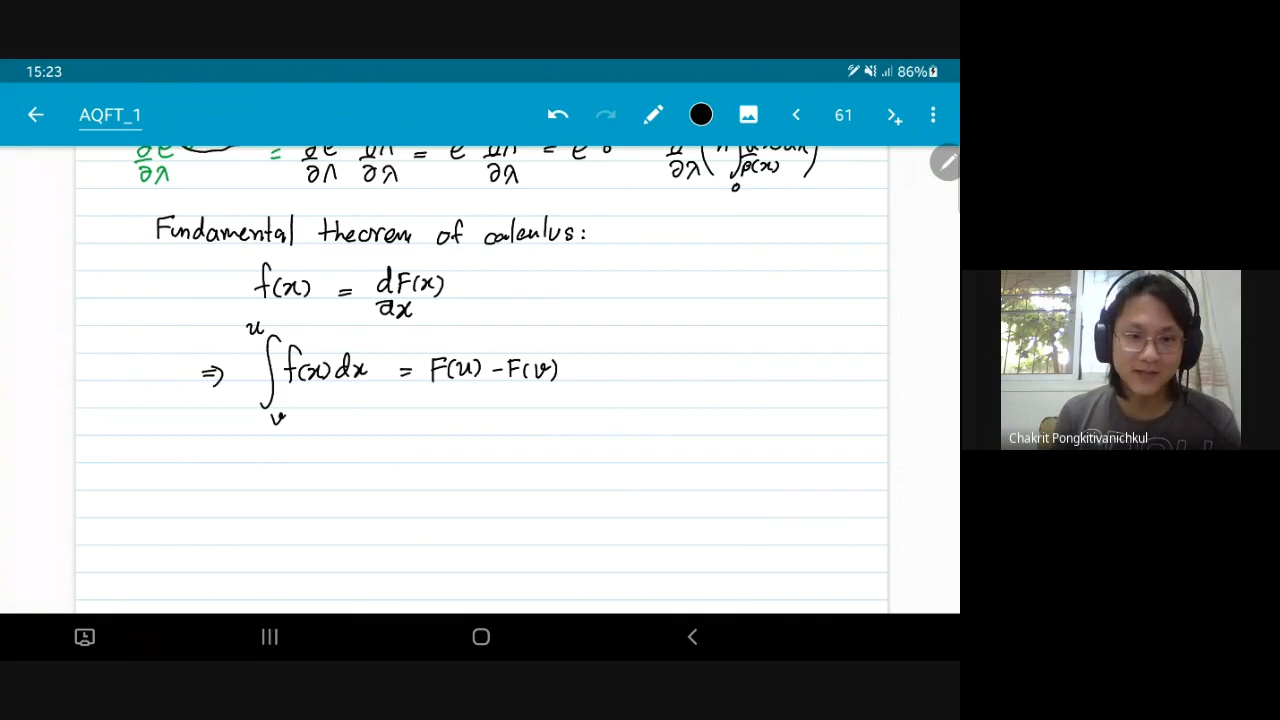 15:23
86%
AQFT_1
61
∂e/∂λ = ∂e/∂Λ ∂Λ/∂λ = e ∂Λ/∂λ = e
Fundamental theorem of calculus:
f(x) = dF(x)/dx
⇒ ∫_v^u f(x) dx = F(u) - F(v)
Chakrit Pongkitivanichkul